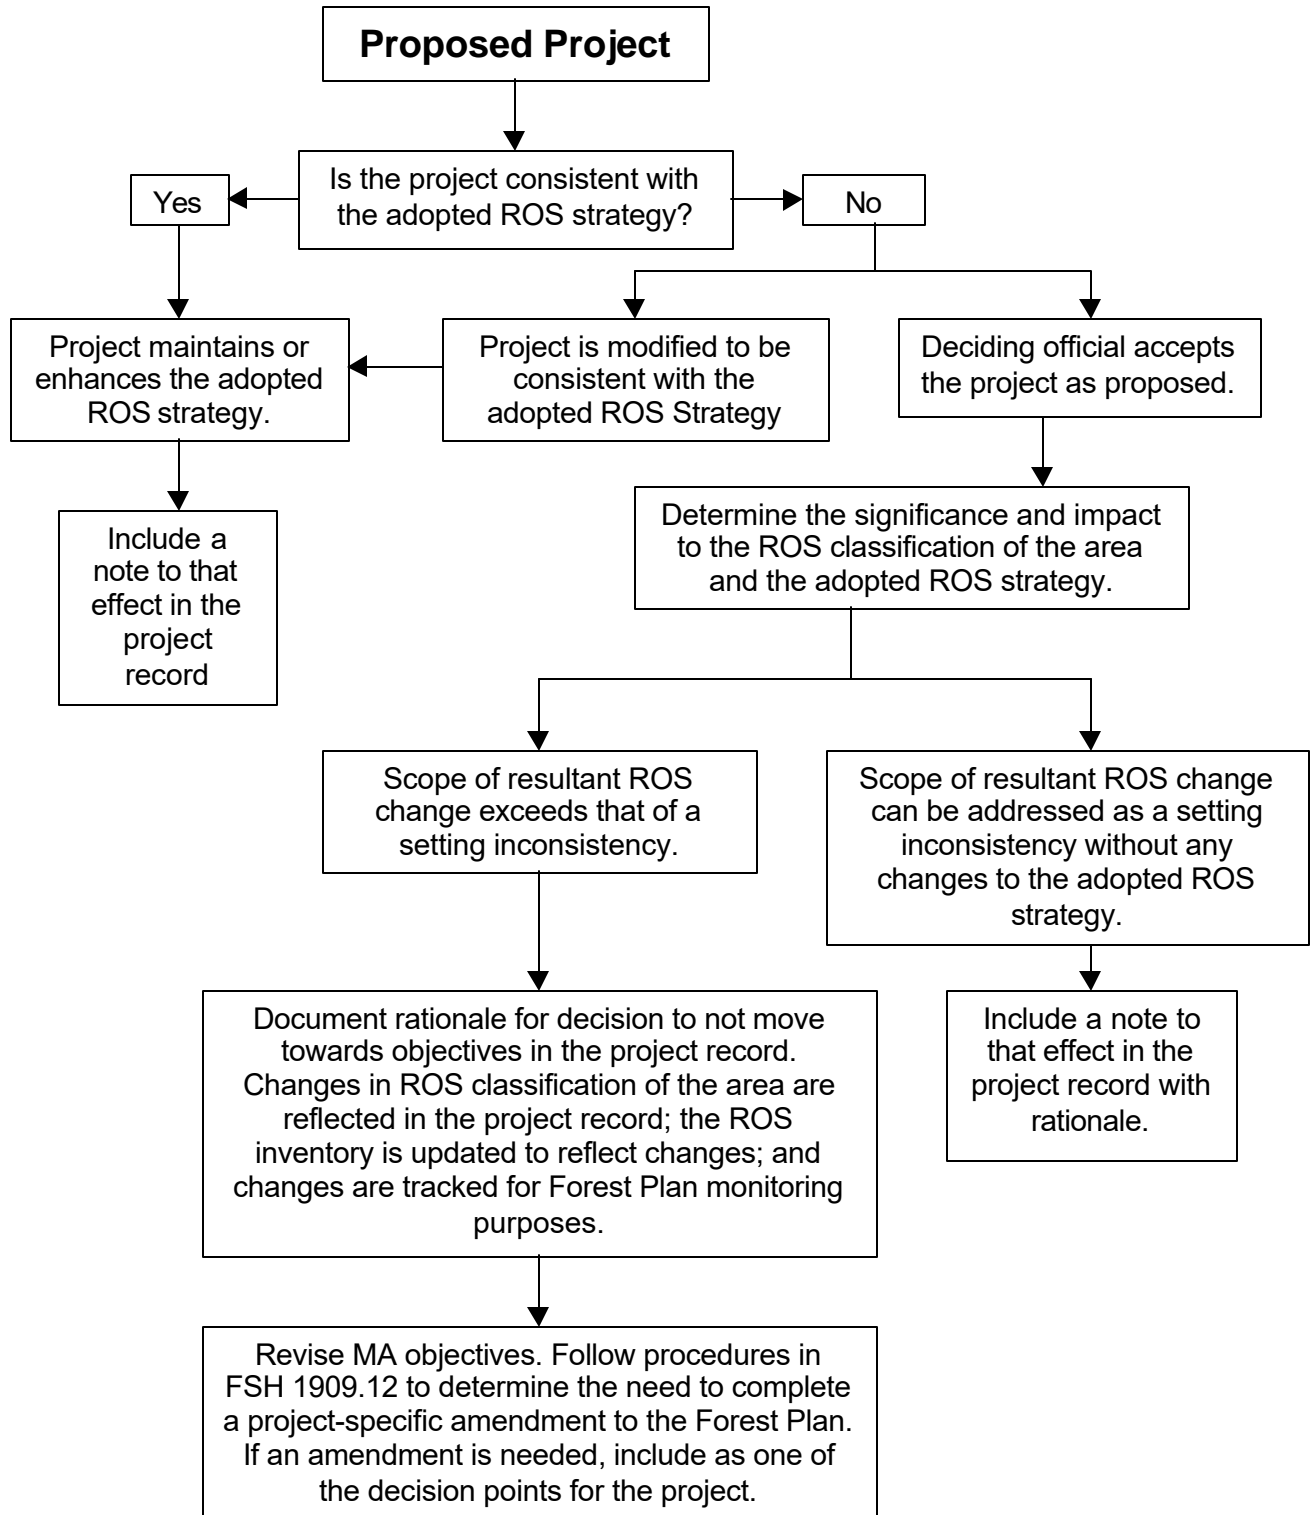 Proposed Project
Is the project consistent with
the adopted ROS strategy?
Yes
No
Project maintains or
enhances the adopted
ROS strategy.
Project is modified to be
consistent with the
adopted ROS Strategy
Deciding official accepts
the project as proposed.
Include a
note to that
effect in the
project
record
Determine the significance and impact
to the ROS classification of the area
and the adopted ROS strategy.
Scope of resultant ROS
change exceeds that of a
setting inconsistency.
Scope of resultant ROS change
can be addressed as a setting
inconsistency without any
changes to the adopted ROS
strategy.
Document rationale for decision to not move
towards objectives in the project record.
Changes in ROS classification of the area are
reflected in the project record; the ROS
inventory is updated to reflect changes; and
changes are tracked for Forest Plan monitoring
purposes.
Include a note to
that effect in the
project record with
rationale.
Revise MA objectives. Follow procedures in
FSH 1909.12 to determine the need to complete
a project-specific amendment to the Forest Plan.
If an amendment is needed, include as one of
the decision points for the project.